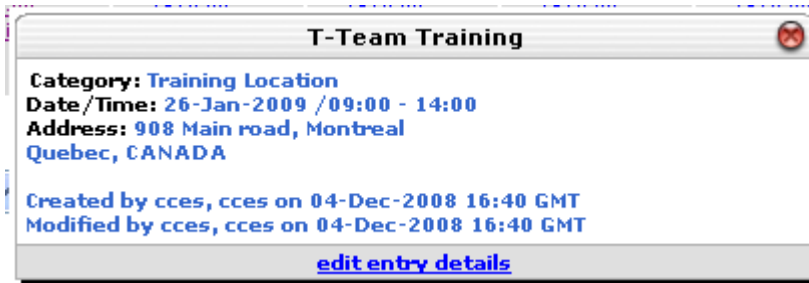 T-Team Training
Category: Training Location
Date/Time: 26-Jan-2009 /09:00 - 14:00
Address: 908 Main road, Montreal
Quebec, CANADA
Created by cces, cces on 04-Dec-2008 16:40 GMT
Modified by cces, cces on 04-Dec-2008 16:40 GMT
edit entry details